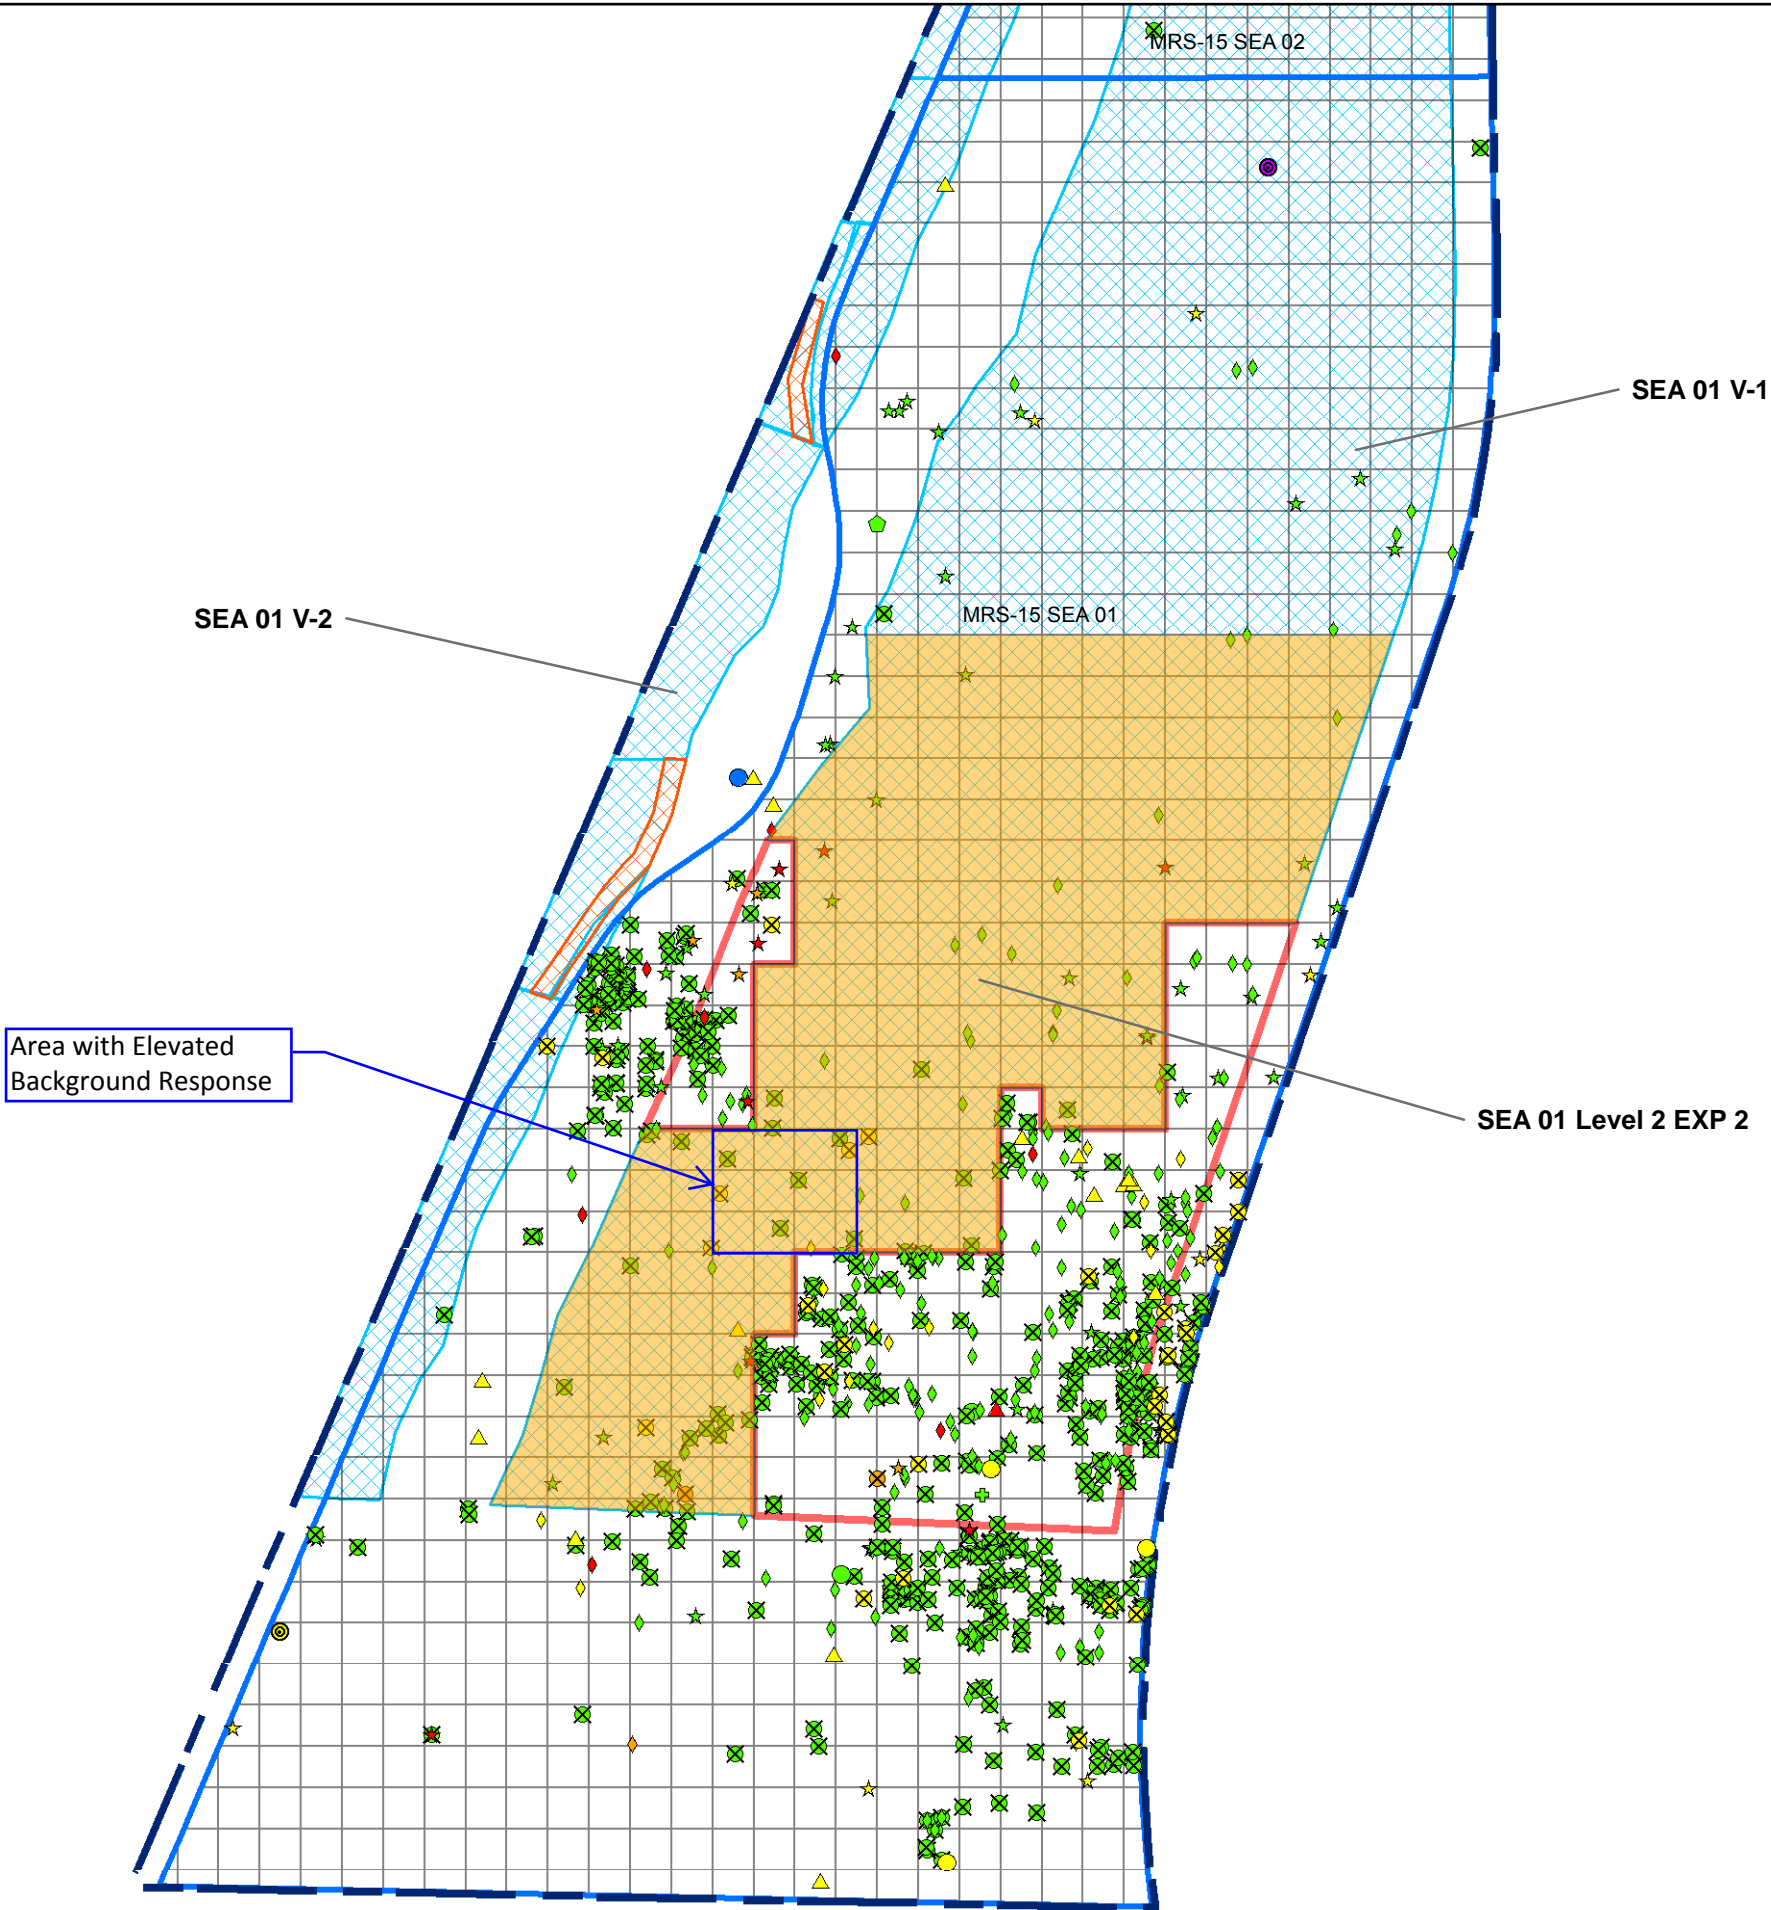 MRS-15 SEA 02
SEA 01 V-1
SEA 01 V-2
MRS-15 SEA 01
Area with Elevated
Background Response
SEA 01 Level 2 EXP 2